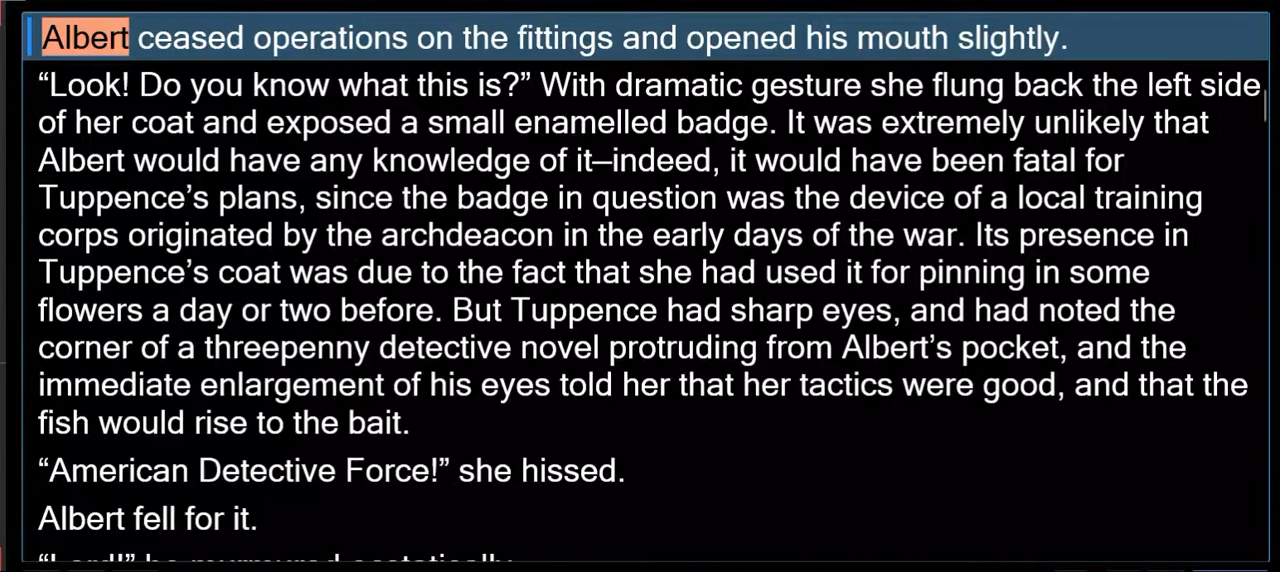 Albert ceased operations on the fittings and opened his mouth slightly.
“Look! Do you know what this is?” With dramatic gesture she flung back the left side
of her coat and exposed a small enamelled badge. It was extremely unlikely that
Albert would have any knowledge of it—indeed, it would have been fatal for
Tuppence’s plans, since the badge in question was the device of a local training
corps originated by the archdeacon in the early days of the war. Its presence in
Tuppence’s coat was due to the fact that she had used it for pinning in some
flowers a day or two before. But Tuppence had sharp eyes, and had noted the
corner of a threepenny detective novel protruding from Albert’s pocket, and the
immediate enlargement of his eyes told her that her tactics were good, and that the
fish would rise to the bait.
“American Detective Force!” she hissed.
Albert fell for it.
“Lord!” he murmured ecstatically.